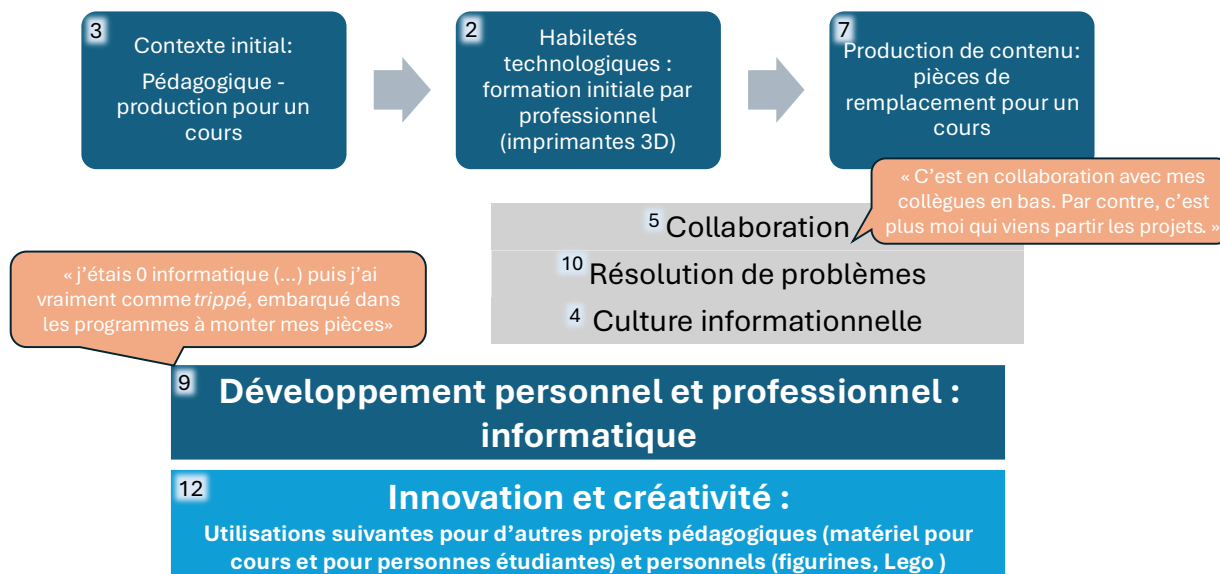 3
Contexte initial:
Pédagogique -
production pour un
cours
2
Habiletés
technologiques :
formation initiale par
professionnel
(imprimantes 3D)
7
Production de contenu:
pièces de
remplacement pour un
cours
« C’est en collaboration avec mes
collègues en bas. Par contre, c’est
plus moi qui viens partir les projets. »
5 Collaboration
10 Résolution de problèmes
4 Culture informationnelle
« j’étais 0 informatique (...) puis j’ai
vraiment comme trippé, embarqué dans
les programmes à monter mes pièces»
9
Développement personnel et professionnel :
informatique
12
Innovation et créativité :
Utilisations suivantes pour d’autres projets pédagogiques (matériel pour
cours et pour personnes étudiantes) et personnels (figurines, Lego )